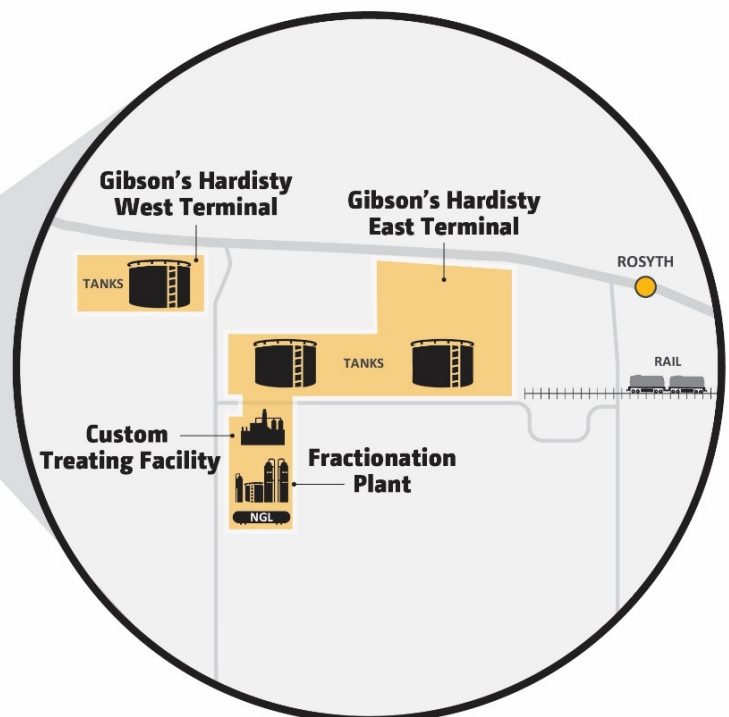 Gibson's Hardisty
West Terminal
Gibson's Hardisty
East Terminal
ROSYTH
TANKS
TANKS
RAIL
Custom
Treating Facility
Fractionation
Plant
NGL